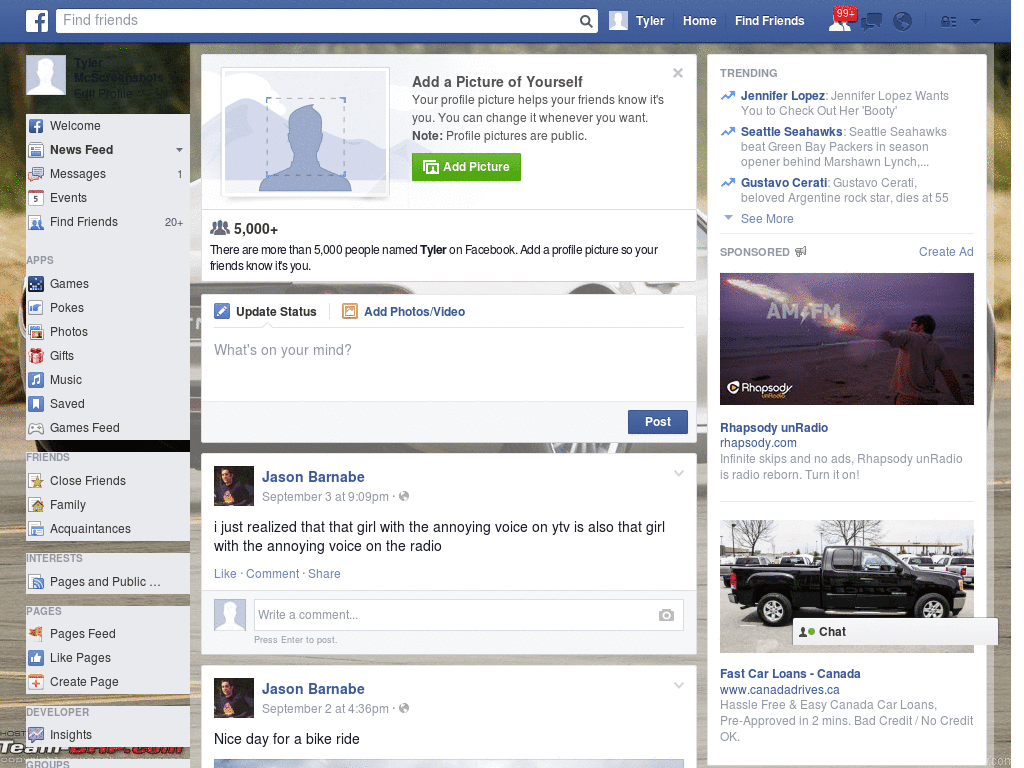 Find friends
Tyler
Home
Find Friends
99+
Tyler
McScreenshots
Edit Profile
Welcome
News Feed
Messages 1
Events
Find Friends 20+
APPS
Games
Pokes
Photos
Gifts
Music
Saved
Games Feed
FRIENDS
Close Friends
Family
Acquaintances
INTERESTS
Pages and Public ...
PAGES
Pages Feed
Like Pages
Create Page
DEVELOPER
Insights
GROUPS
Team-BHP.com
Add a Picture of Yourself
Your profile picture helps your friends know it's
you. You can change it whenever you want.
Note: Profile pictures are public.
Add Picture
5,000+
There are more than 5,000 people named Tyler on Facebook. Add a profile picture so your
friends know it's you.
Update Status
Add Photos/Video
What's on your mind?
Post
Jason Barnabe
September 3 at 9:09pm ·
i just realized that that girl with the annoying voice on ytv is also that girl
with the annoying voice on the radio
Like · Comment · Share
Write a comment...
Press Enter to post.
Jason Barnabe
September 2 at 4:36pm ·
Nice day for a bike ride
TRENDING
Jennifer Lopez: Jennifer Lopez Wants
You to Check Out Her 'Booty'
Seattle Seahawks: Seattle Seahawks
beat Green Bay Packers in season
opener behind Marshawn Lynch,...
Gustavo Cerati: Gustavo Cerati,
beloved Argentine rock star, dies at 55
See More
SPONSORED
Create Ad
AM FM
Rhapsody
unRadio
Rhapsody unRadio
rhapsody.com
Infinite skips and no ads, Rhapsody unRadio
is radio reborn. Turn it on!
Chat
Fast Car Loans - Canada
www.canadadrives.ca
Hassle Free & Easy Canada Car Loans,
Pre-Approved in 2 mins. Bad Credit / No Credit
OK.